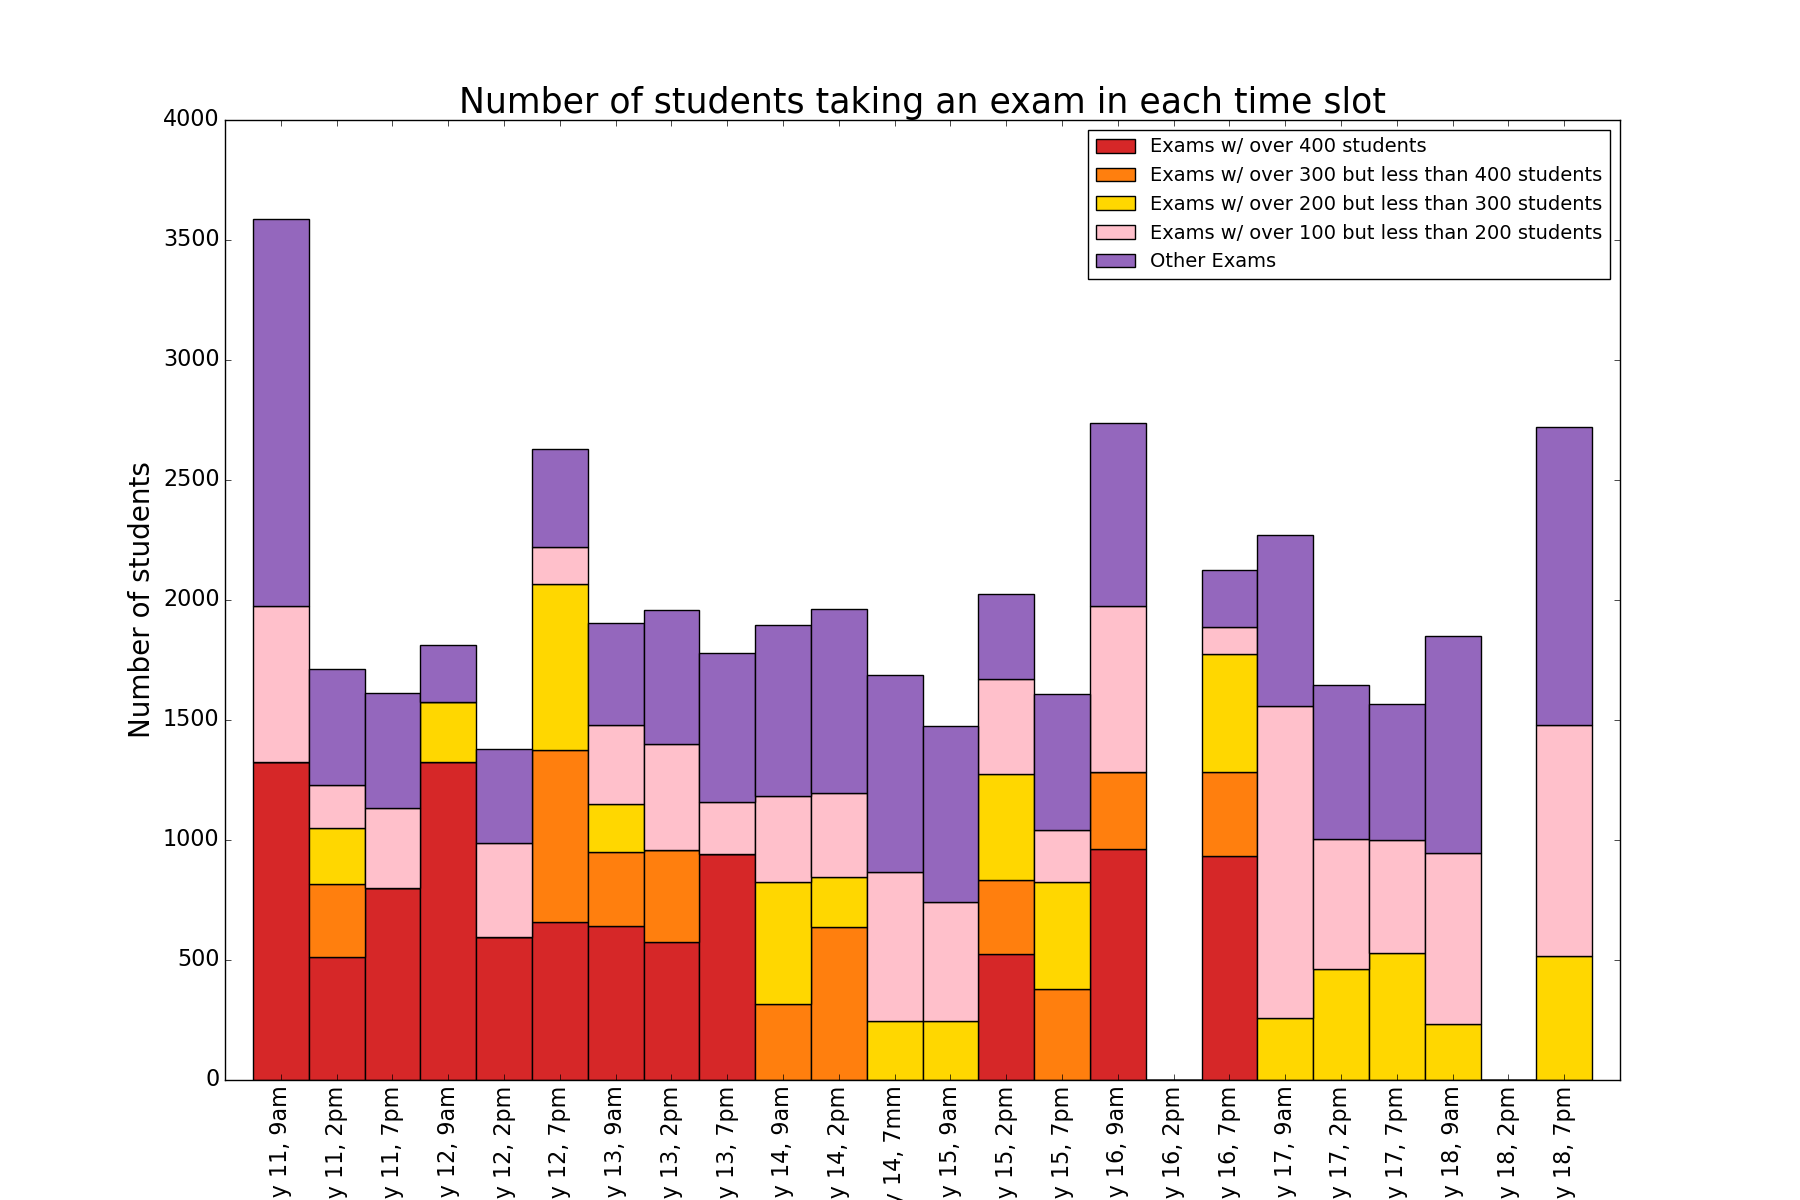 Number of students taking an exam in each time slot
4000
3500
3000
2500
2000
1500
1000
500
0
Number of students
Exams w/ over 400 students
Exams w/ over 300 but less than 400 students
Exams w/ over 200 but less than 300 students
Exams w/ over 100 but less than 200 students
Other Exams
y 11, 9am
y 11, 2pm
y 11, 7pm
y 12, 9am
y 12, 2pm
y 12, 7pm
y 13, 9am
y 13, 2pm
y 13, 7pm
y 14, 9am
y 14, 2pm
y 14, 7mm
y 15, 9am
y 15, 2pm
y 15, 7pm
y 16, 9am
y 16, 2pm
y 16, 7pm
y 17, 9am
y 17, 2pm
y 17, 7pm
y 18, 9am
y 18, 2pm
y 18, 7pm